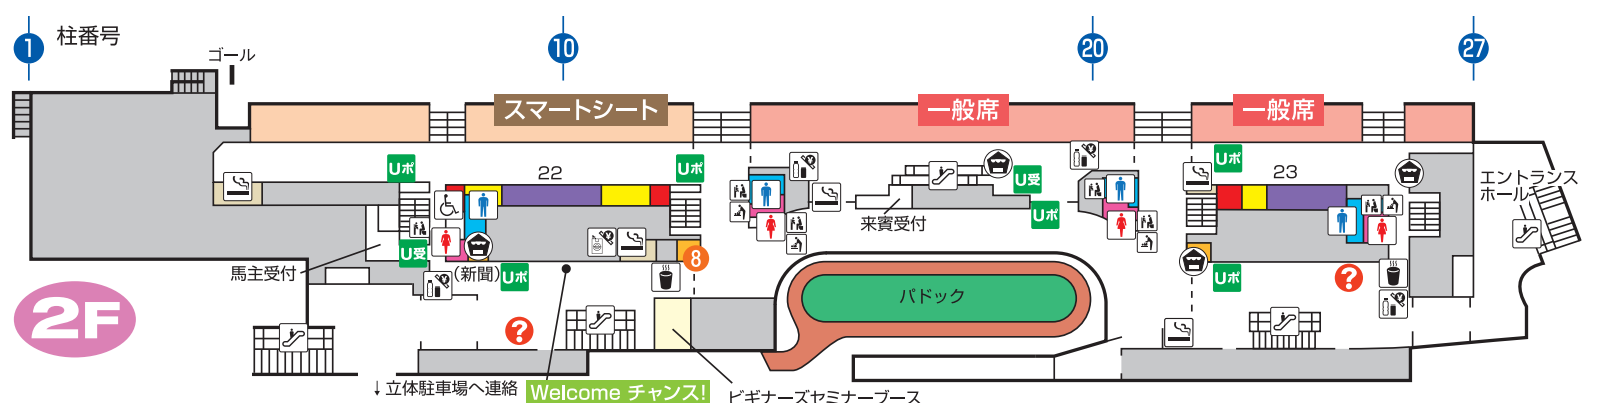 1
柱番号
10
20
27
ゴール
スマートシート
一般席
一般席
Uポ
22
Uポ
U受
Uポ
23
エントランス
ホール
来賓受付
Uポ
馬主受付
U受
(新聞)
Uポ
8
パドック
Uポ
?
2F
?
↓立体駐車場へ連絡
Welcome チャンス!
ビギナーズセミナーブース